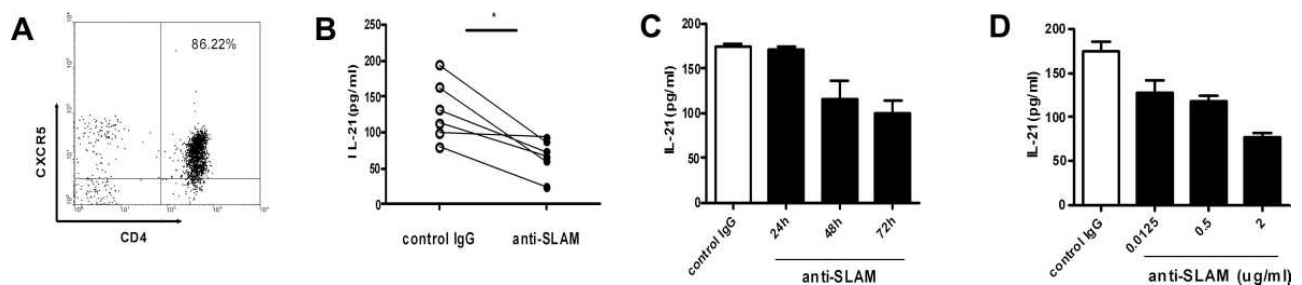 A
86.22%
CXCR5
CD4
B
*
I L-21(pg/ml)
250
200
150
100
50
0
control IgG
anti-SLAM
C
IL-21(pg/ml)
200
150
100
50
0
control IgG
24h
48h
72h
anti-SLAM
D
IL-21(pg/ml)
200
150
100
50
0
control IgG
0.0125
0.5
2
anti-SLAM (ug/ml)